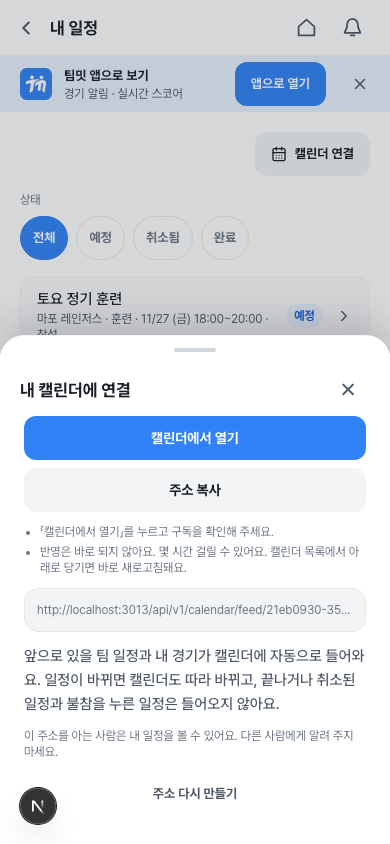 내 일정
팀밋 앱으로 보기
경기 알림 · 실시간 스코어
앱으로 열기
캘린더 연결
상태
전체
예정
취소됨
완료
토요 정기 훈련
마포 레인저스 · 훈련 · 11/27 (금) 18:00~20:00 ·
예정
내 캘린더에 연결
캘린더에서 열기
주소 복사
• 「캘린더에서 열기」를 누르고 구독을 확인해 주세요.
• 반영은 바로 되지 않아요. 몇 시간 걸릴 수 있어요. 캘린더 목록에서 아
래로 당기면 바로 새로고침돼요.
http://localhost:3013/api/v1/calendar/feed/21eb0930-35...
앞으로 있을 팀 일정과 내 경기가 캘린더에 자동으로 들어와
요. 일정이 바뀌면 캘린더도 따라 바뀌고, 끝나거나 취소된
일정과 불참을 누른 일정은 들어오지 않아요.
이 주소를 아는 사람은 내 일정을 볼 수 있어요. 다른 사람에게 알려 주지
마세요.
주소 다시 만들기
N